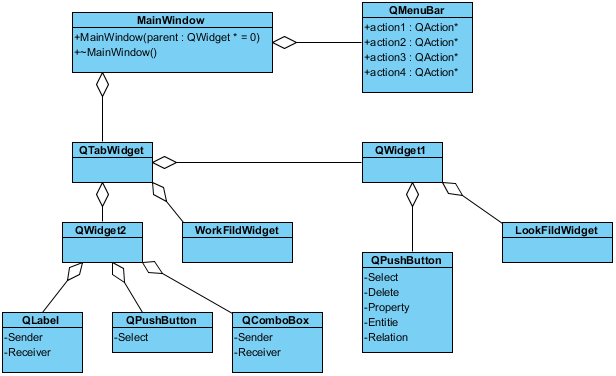 MainWindow
+MainWindow(parent : QWidget * = 0)
+~MainWindow()
QMenuBar
+action1 : QAction*
+action2 : QAction*
+action3 : QAction*
+action4 : QAction*
QTabWidget
QWidget1
QWidget2
WorkFildWidget
LookFildWidget
QPushButton
-Select
-Delete
-Property
-Entitie
-Relation
QLabel
-Sender
-Receiver
QPushButton
-Select
QComboBox
-Sender
-Receiver